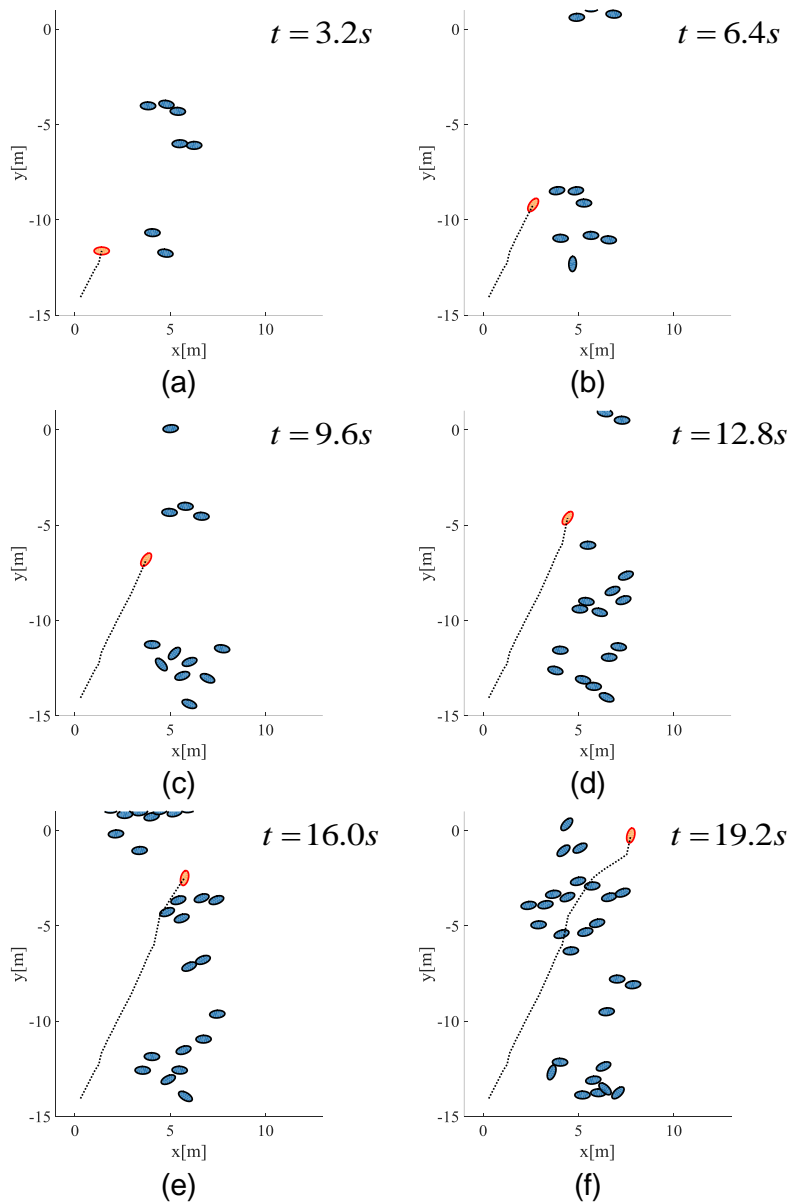 t = 3.2s
0
-5
-10
-15
y[m]
0 5 10
x[m]
(a)
t = 6.4s
0
-5
-10
-15
y[m]
0 5 10
x[m]
(b)
t = 9.6s
0
-5
-10
-15
y[m]
0 5 10
x[m]
(c)
t = 12.8s
0
-5
-10
-15
y[m]
0 5 10
x[m]
(d)
t = 16.0s
0
-5
-10
-15
y[m]
0 5 10
x[m]
(e)
t = 19.2s
0
-5
-10
-15
y[m]
0 5 10
x[m]
(f)